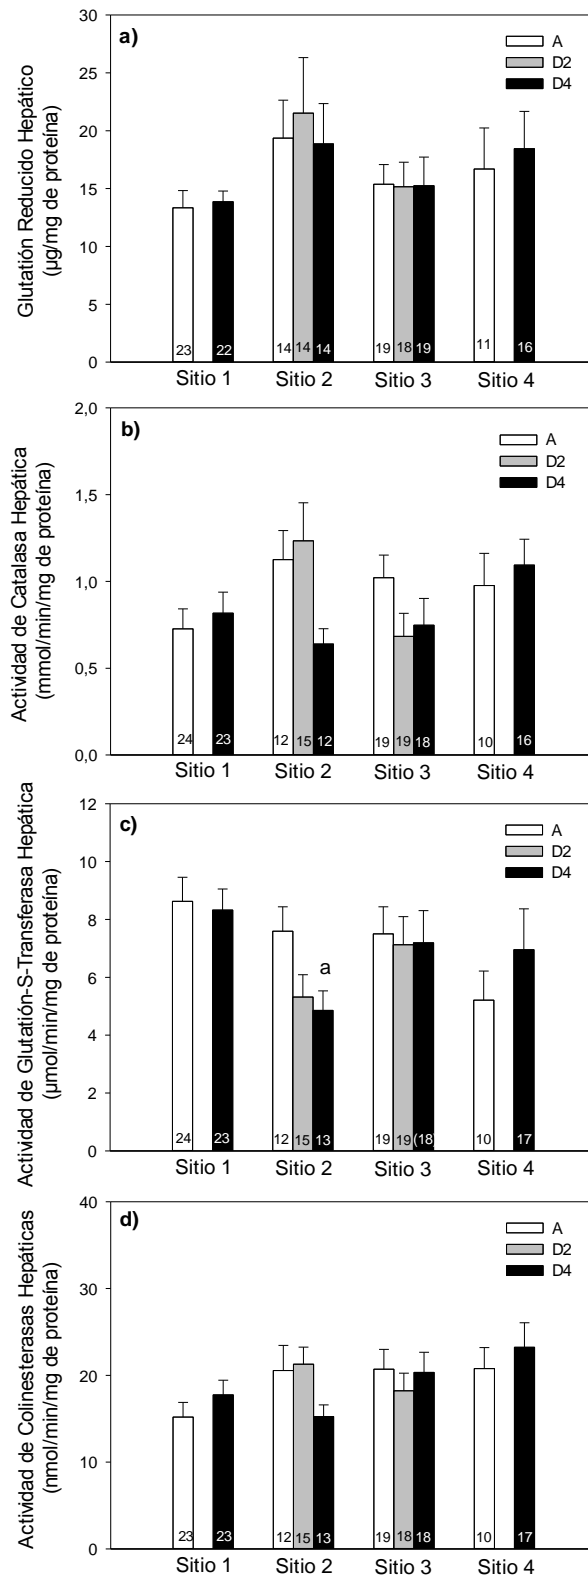 Glutatión Reducido Hepático
(µg/mg de proteína)
30
25
20
15
10
5
0
a)
A
D2
D4
23 22 14 14 14 19 18 19 11 16
Sitio 1 Sitio 2 Sitio 3 Sitio 4
Actividad de Catalasa Hepática
(mmol/min/mg de proteína)
2,0
1,5
1,0
0,5
0,0
b)
A
D2
D4
24 23 12 15 12 19 19 18 10 16
Sitio 1 Sitio 2 Sitio 3 Sitio 4
Actividad de Glutatión-S-Transferasa Hepática
(µmol/min/mg de proteína)
12
10
8
6
4
2
0
c)
A
D2
D4
a
24 23 12 15 13 19 19 (18) 10 17
Sitio 1 Sitio 2 Sitio 3 Sitio 4
Actividad de Colinesterasas Hepáticas
(nmol/min/mg de proteína)
40
30
20
10
0
d)
A
D2
D4
23 23 12 15 13 19 18 18 10 17
Sitio 1 Sitio 2 Sitio 3 Sitio 4